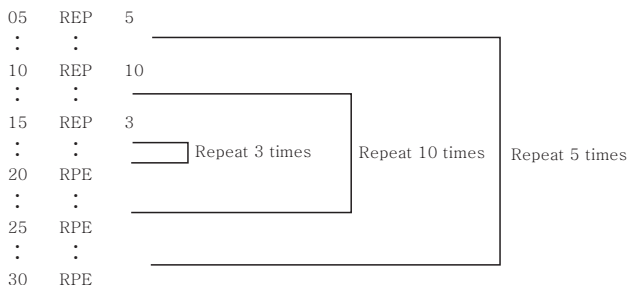 05 REP 5
: :
10 REP 10
: :
15 REP 3
: : Repeat 3 times Repeat 10 times Repeat 5 times
20 RPE
: :
25 RPE
: :
30 RPE